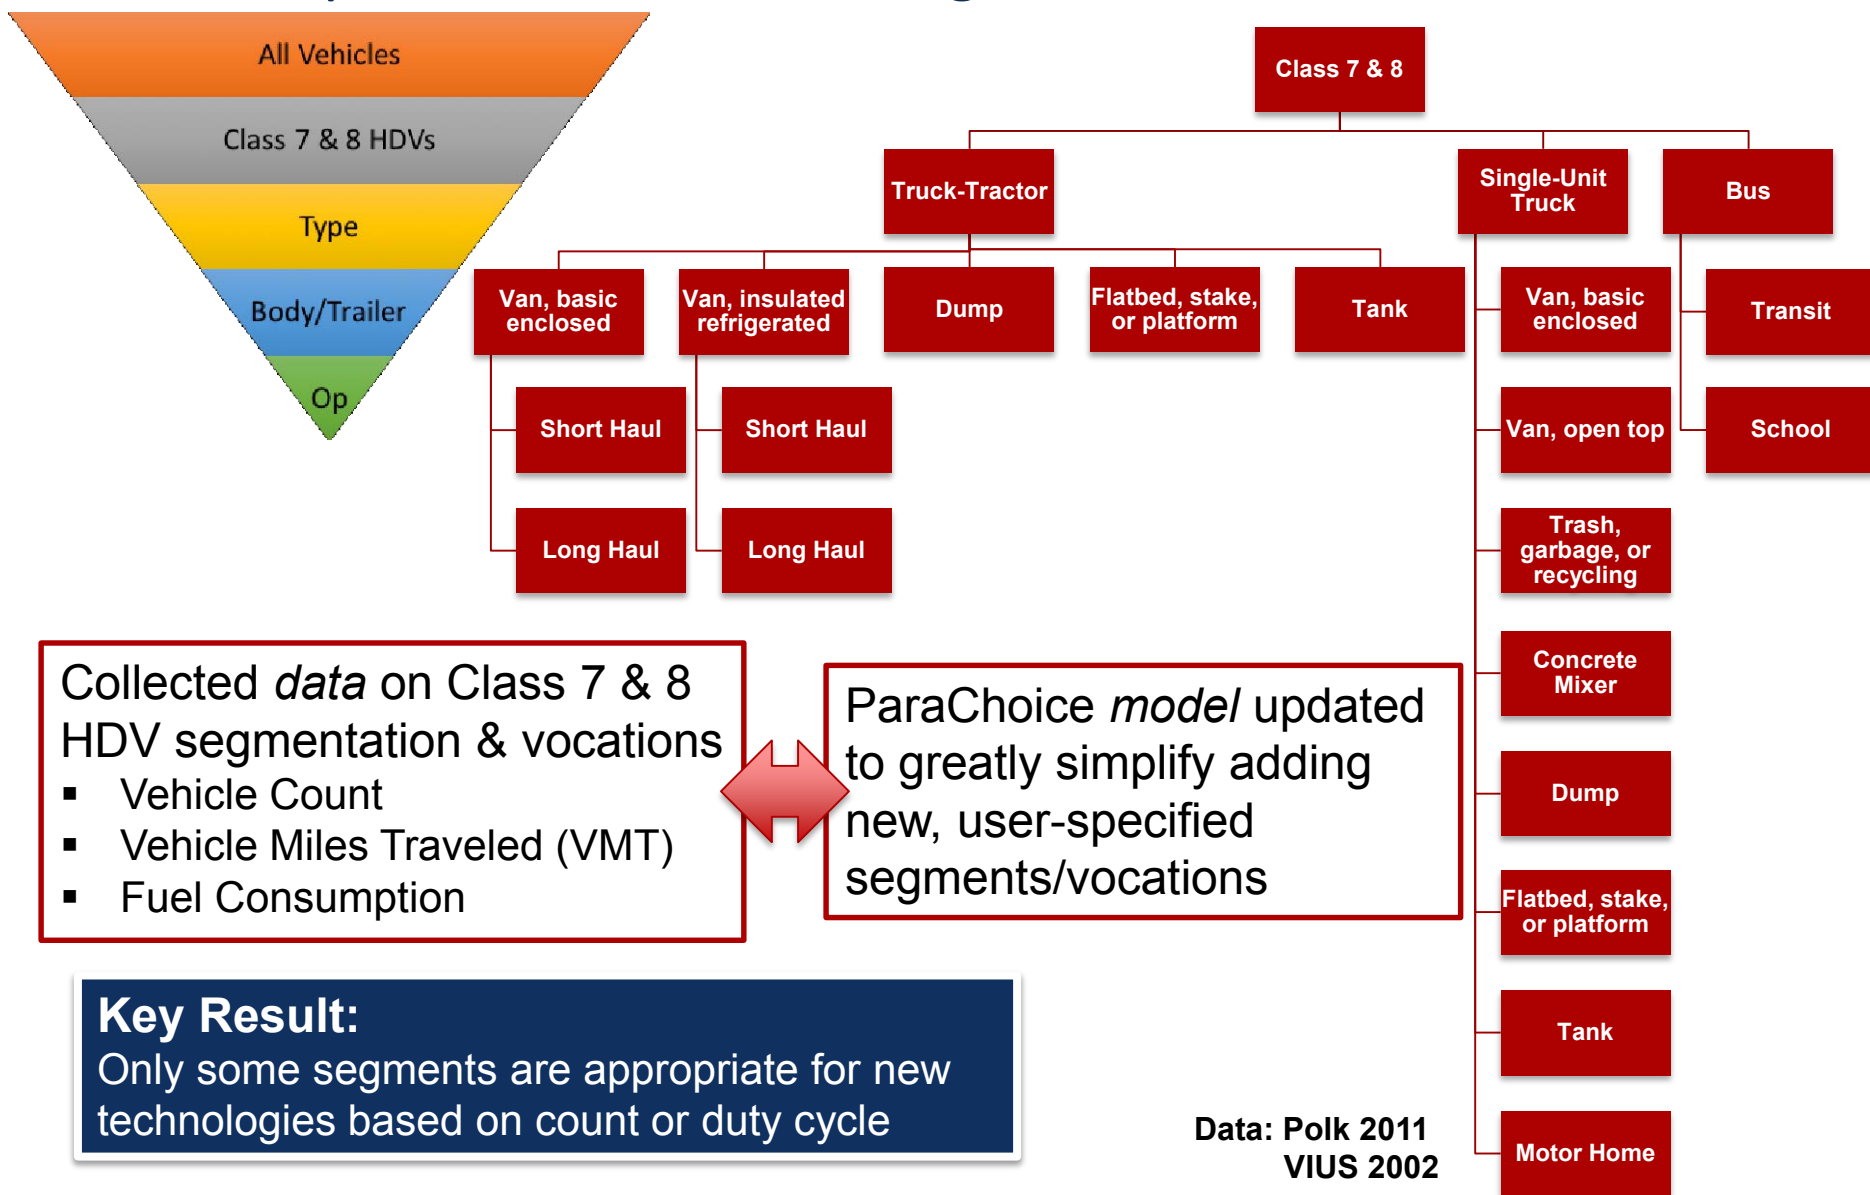 All Vehicles
Class 7 & 8 HDVs
Type
Body/Trailer
Op
Class 7 & 8
Truck-Tractor
Single-Unit
Truck
Bus
Van, basic
enclosed
Van, insulated
refrigerated
Dump
Flatbed, stake,
or platform
Tank
Van, basic
enclosed
Transit
Short Haul
Short Haul
Van, open top
School
Long Haul
Long Haul
Trash,
garbage, or
recycling
Concrete
Mixer
Dump
Flatbed, stake,
or platform
Tank
Motor Home
Collected data on Class 7 & 8
HDV segmentation & vocations
▪ Vehicle Count
▪ Vehicle Miles Traveled (VMT)
▪ Fuel Consumption
ParaChoice model updated
to greatly simplify adding
new, user-specified
segments/vocations
Key Result:
Only some segments are appropriate for new
technologies based on count or duty cycle
Data: Polk 2011
VIUS 2002